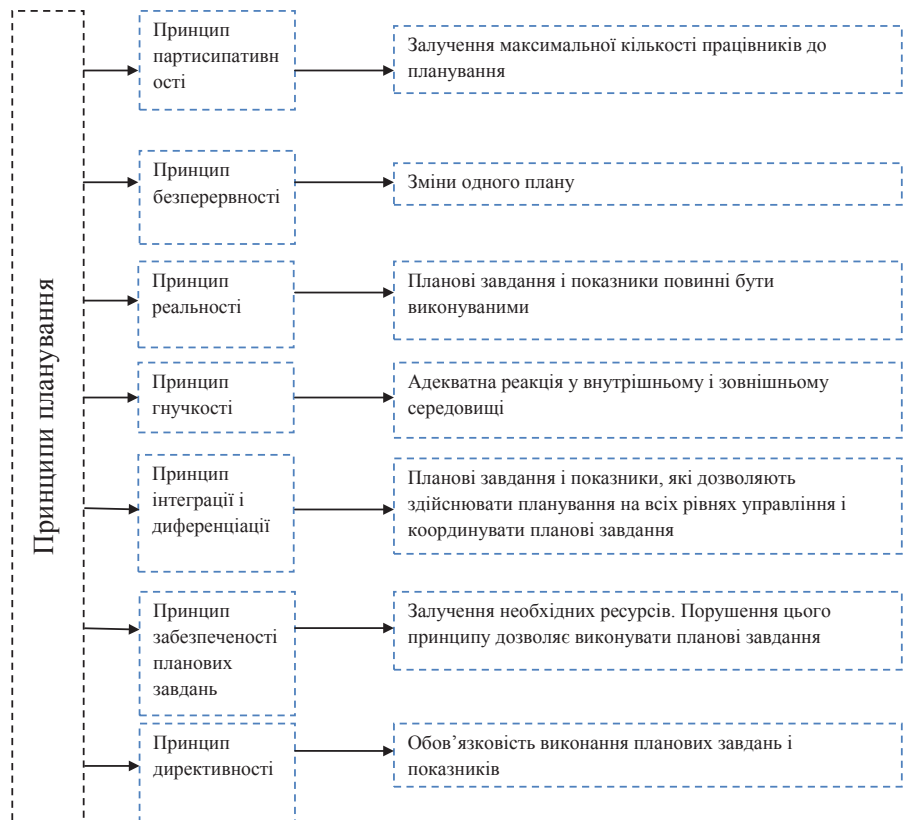 Принципи планування
Принцип
партисипативн
ості
Залучення максимальної кількості працівників до
планування
Принцип
безперервності
Зміни одного плану
Принцип
реальності
Планові завдання і показники повинні бути
виконуваними
Принцип
гнучкості
Адекватна реакція у внутрішньому і зовнішньому
середовищі
Принцип
інтеграції і
диференціації
Планові завдання і показники, які дозволяють
здійснювати планування на всіх рівнях управління і
координувати планові завдання
Принцип
забезпеченості
планових
завдань
Залучення необхідних ресурсів. Порушення цього
принципу дозволяє виконувати планові завдання
Принцип
директивності
Обов’язковість виконання планових завдань і
показників